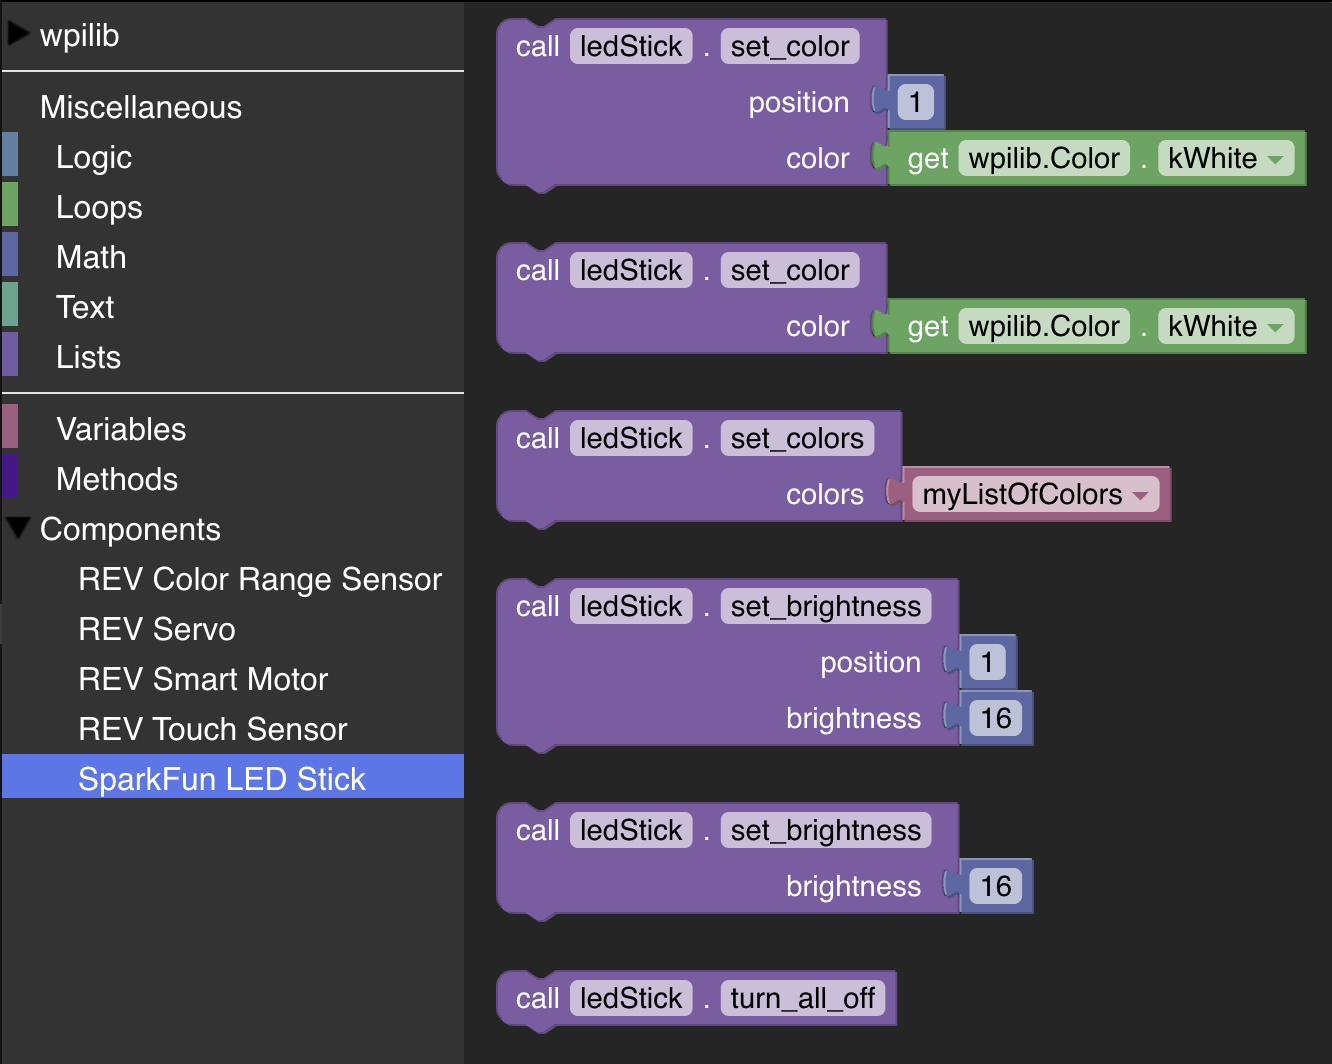 wpilib
Miscellaneous
Logic
Loops
Math
Text
Lists
Variables
Methods
Components
REV Color Range Sensor
REV Servo
REV Smart Motor
REV Touch Sensor
SparkFun LED Stick
call ledStick . set_color
position 1
color get wpilib.Color . kWhite
call ledStick . set_color
color get wpilib.Color . kWhite
call ledStick . set_colors
colors myListOfColors
call ledStick . set_brightness
position 1
brightness 16
call ledStick . set_brightness
brightness 16
call ledStick . turn_all_off